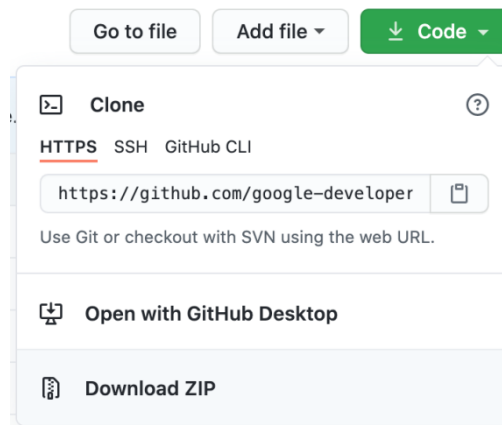 Go to file
Add file
Code
Clone
HTTPS SSH GitHub CLI
https://github.com/google-developer
Use Git or checkout with SVN using the web URL.
Open with GitHub Desktop
Download ZIP